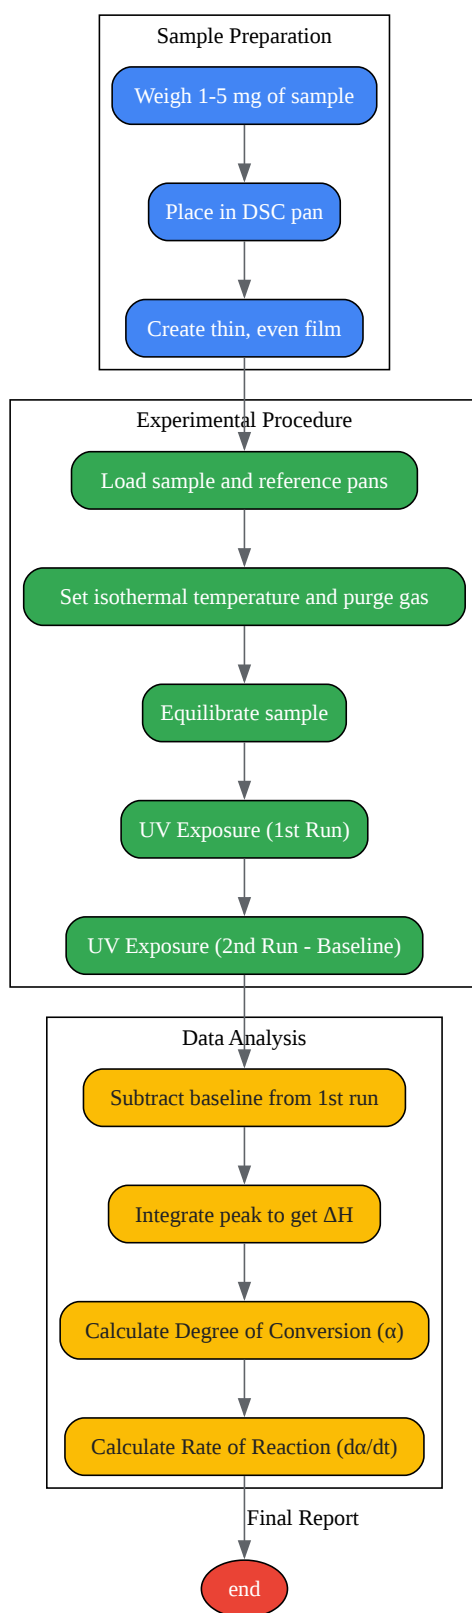 Sample Preparation
Weigh 1-5 mg of sample
Place in DSC pan
Create thin, even film
Experimental Procedure
Load sample and reference pans
Set isothermal temperature and purge gas
Equilibrate sample
UV Exposure (1st Run)
UV Exposure (2nd Run - Baseline)
Data Analysis
Subtract baseline from 1st run
Integrate peak to get ΔH
Calculate Degree of Conversion (α)
Calculate Rate of Reaction (dα/dt)
Final Report
end